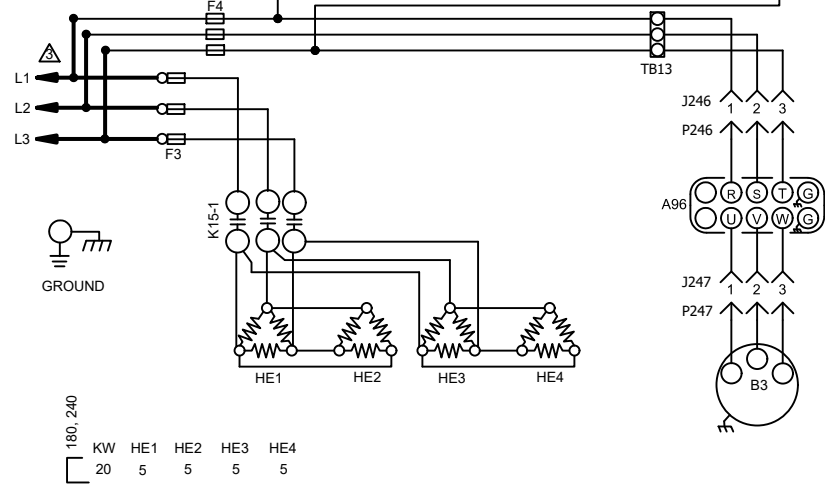 F4
3
L1
L2
L3
F3
TB13
J246
1 2 3
P246
A96
R S T G
U V W G
K15-1
GROUND
J247
1 2 3
P247
HE1 HE2 HE3 HE4
B3
180, 240
KW HE1 HE2 HE3 HE4
20 5 5 5 5